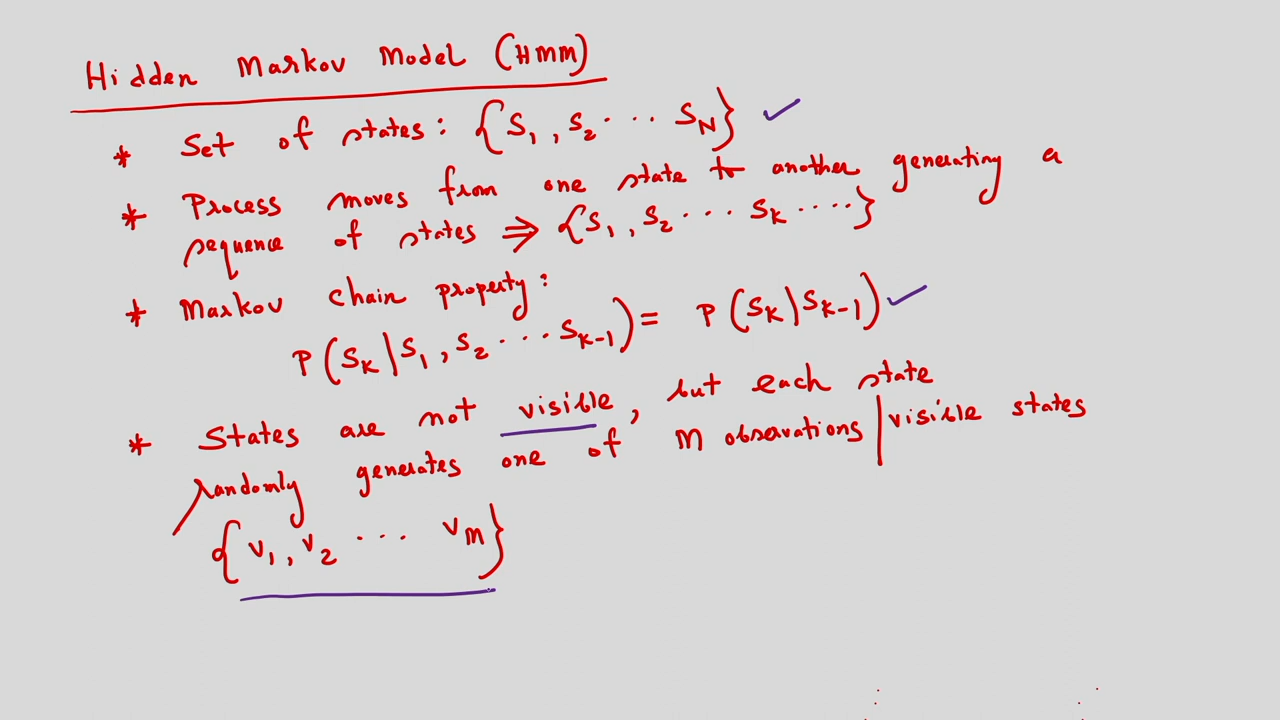 Hidden Markov Model (HMM)
* Set of states: {S1, S2 ... SN} ✓
* Process moves from one state to another generating a
sequence of states ⇒ {S1, S2 ... SK ....}
* Markov chain property:
P(SK|S1, S2 ... SK-1) = P(SK|SK-1) ✓
* States are not visible, but each state
randomly generates one of M observations | visible states
{V1, V2 ... VM}